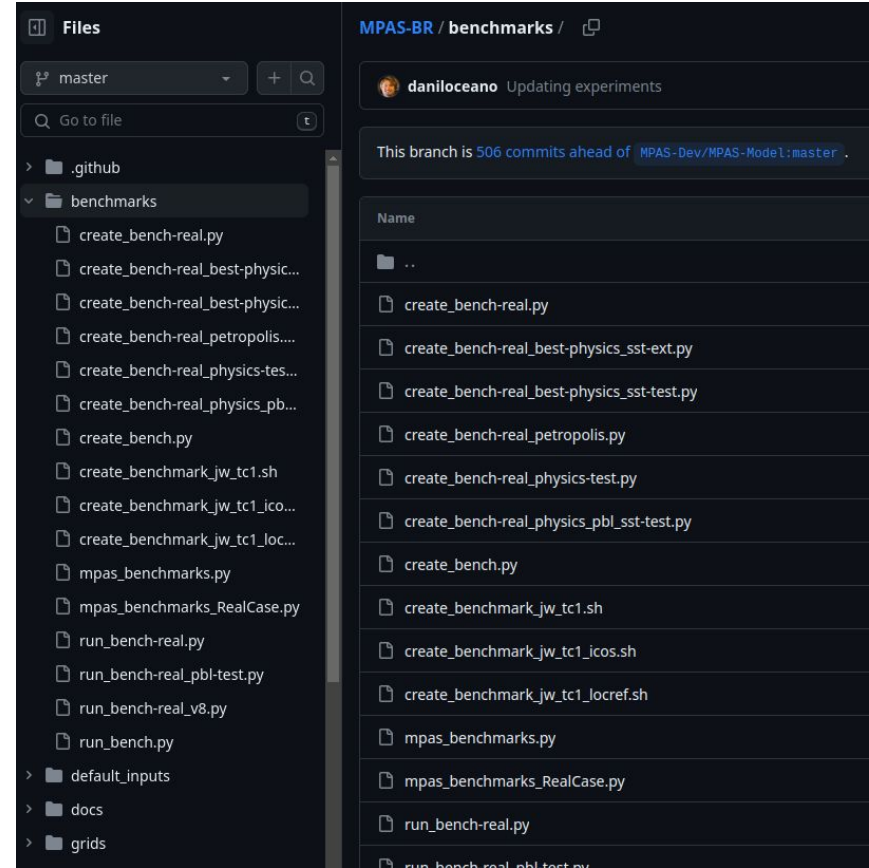 Files
master
Go to file
t
.github
benchmarks
create_bench-real.py
create_bench-real_best-physic...
create_bench-real_best-physic...
create_bench-real_petropolis....
create_bench-real_physics-tes...
create_bench-real_physics_pb...
create_bench.py
create_benchmark_jw_tc1.sh
create_benchmark_jw_tc1_ico...
create_benchmark_jw_tc1_loc...
mpas_benchmarks.py
mpas_benchmarks_RealCase.py
run_bench-real.py
run_bench-real_pbl-test.py
run_bench-real_v8.py
run_bench.py
default_inputs
docs
grids
MPAS-BR / benchmarks /
daniloceano Updating experiments
This branch is 506 commits ahead of MPAS-Dev/MPAS-Model:master .
Name
..
create_bench-real.py
create_bench-real_best-physics_sst-ext.py
create_bench-real_best-physics_sst-test.py
create_bench-real_petropolis.py
create_bench-real_physics-test.py
create_bench-real_physics_pbl_sst-test.py
create_bench.py
create_benchmark_jw_tc1.sh
create_benchmark_jw_tc1_icos.sh
create_benchmark_jw_tc1_locref.sh
mpas_benchmarks.py
mpas_benchmarks_RealCase.py
run_bench-real.py
run_bench-real_pbl-test.py